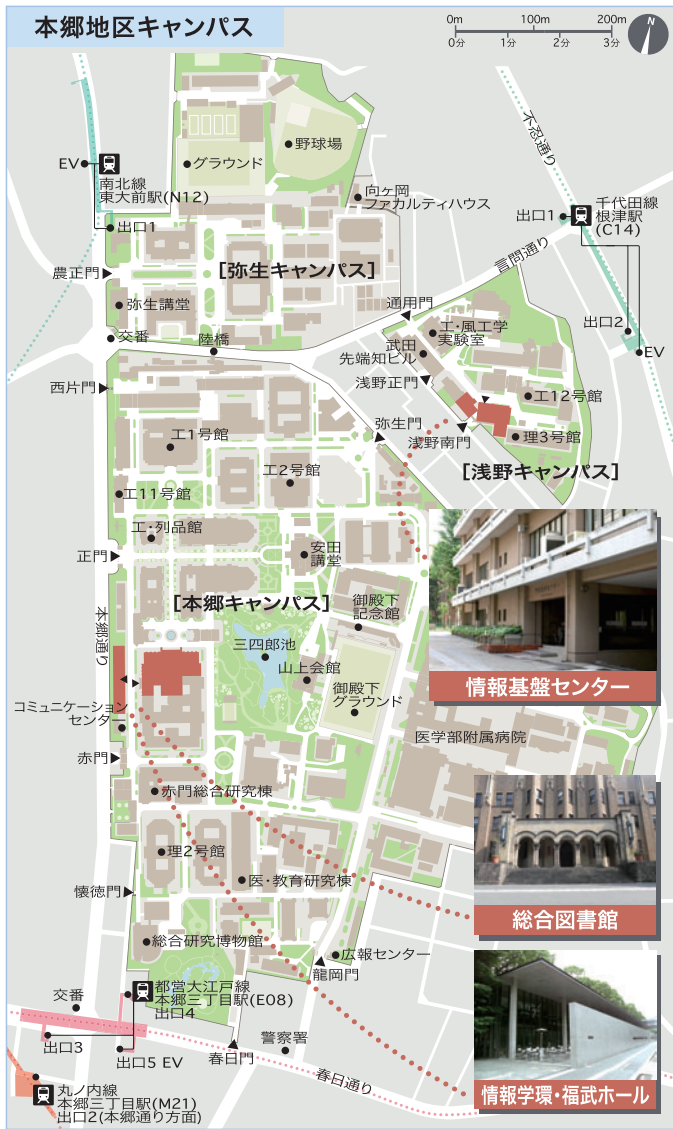 本郷地区キャンパス
0m 100m 200m
0分 1分 2分 3分
N
不忍通り
野球場
グラウンド
EV
南北線
東大前駅(N12)
出口1
向ヶ岡
ファカルティハウス
出口1
千代田線
根津駅
(C14)
言問通り
農正門
[弥生キャンパス]
弥生講堂
通用門
出口2
EV
交番
陸橋
工・風工学
実験室
武田
先端知ビル
浅野正門
西片門
工12号館
弥生門
浅野南門
理3号館
工1号館
[浅野キャンパス]
工2号館
工11号館
工・列品館
正門
安田
講堂
[本郷キャンパス]
御殿下
記念館
本郷通り
三四郎池
山上会館
情報基盤センター
御殿下
グラウンド
コミュニケーション
センター
医学部附属病院
赤門
赤門総合研究棟
理2号館
医・教育研究棟
懐徳門
総合図書館
総合研究博物館
広報センター
龍岡門
都営大江戸線
本郷三丁目駅(E08)
出口4
交番
出口3
出口5 EV
警察署
春日門
春日通り
情報学環・福武ホール
丸ノ内線
本郷三丁目駅(M21)
出口2(本郷通り方面)